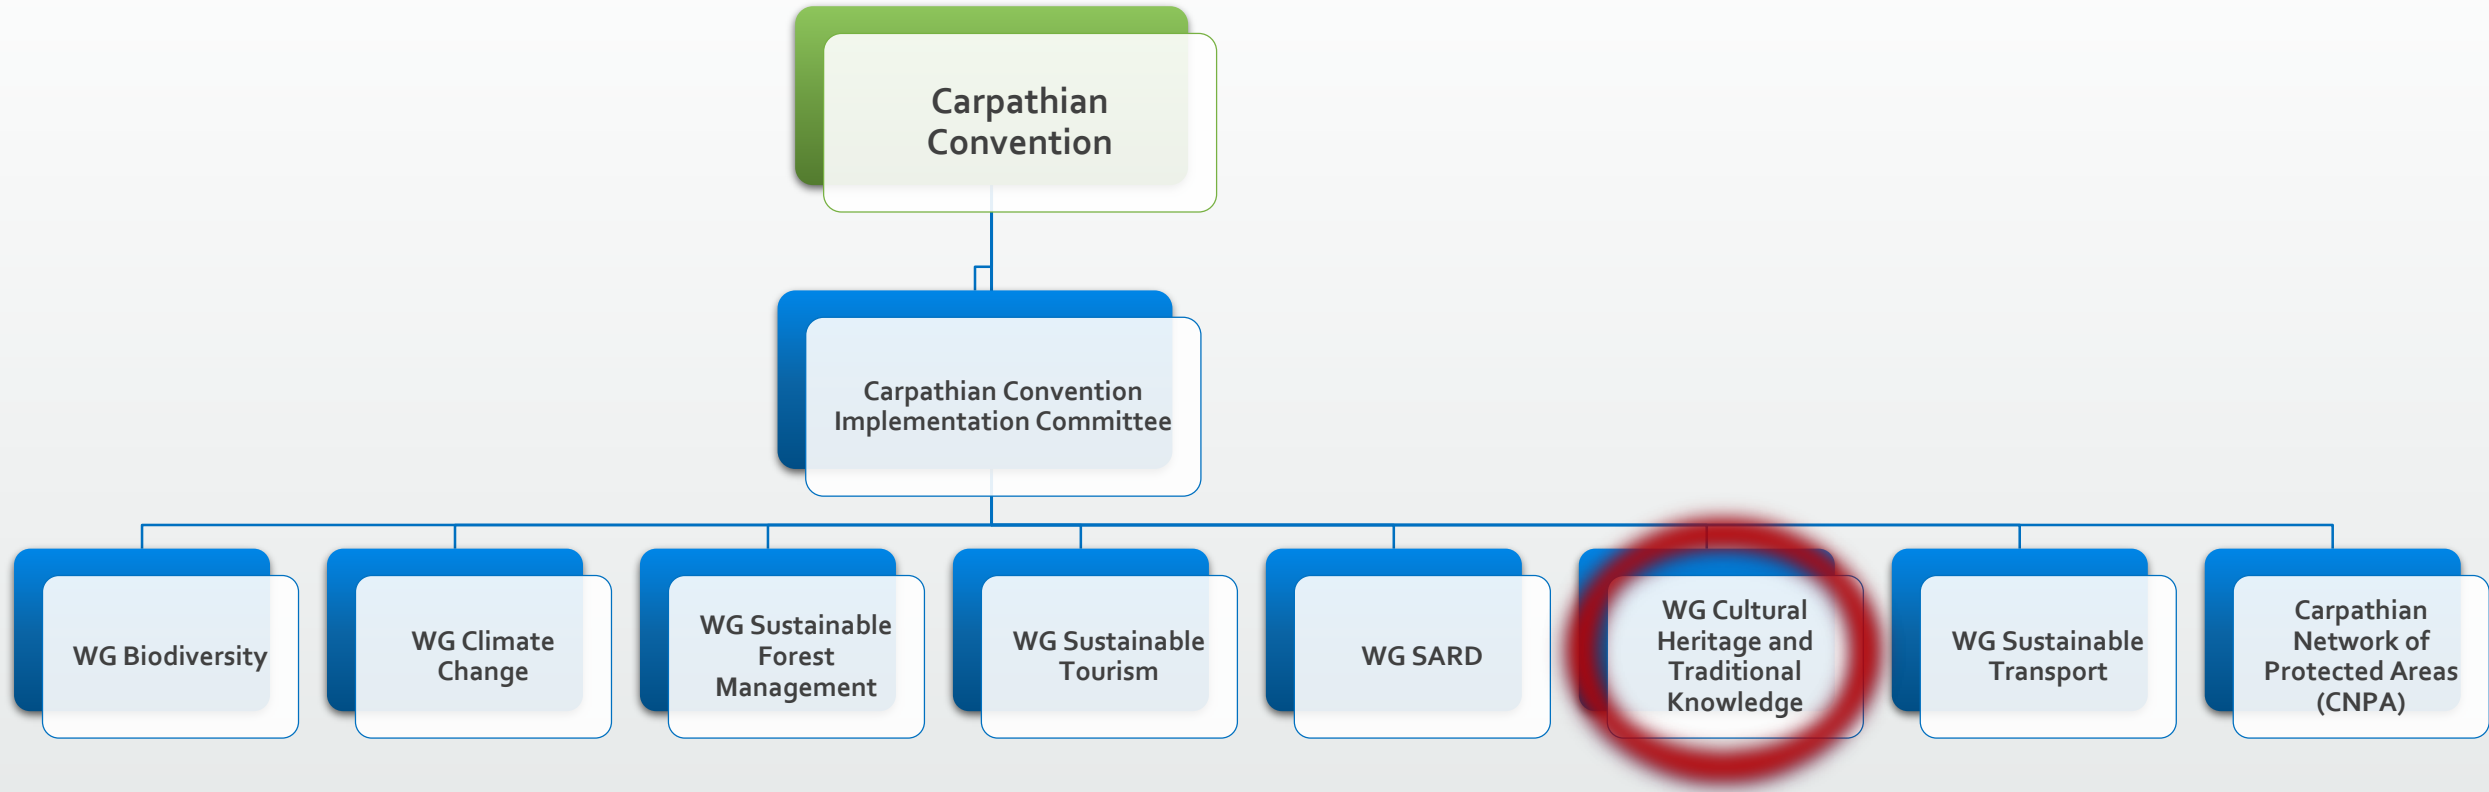 Carpathian
Convention
Carpathian Convention
Implementation Committee
WG Biodiversity
WG Climate
Change
WG Sustainable
Forest
Management
WG Sustainable
Tourism
WG SARD
WG Cultural
Heritage and
Traditional
Knowledge
WG Sustainable
Transport
Carpathian
Network of
Protected Areas
(CNPA)